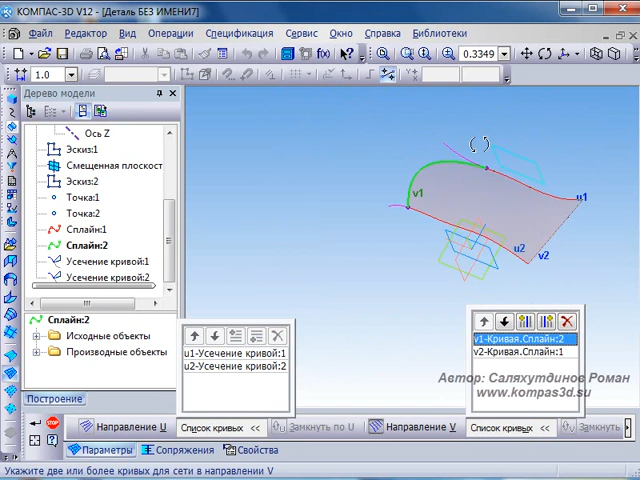 КОМПАС-3D V12 - [Деталь БЕЗ ИМЕНИ7]
Файл Редактор Вид Операции Спецификация Сервис Окно Справка Библиотеки
0.3349
1.0
Дерево модели
Ось Z
Эскиз:1
Смещенная плоскост
Эскиз:2
Точка:1
Точка:2
Сплайн:1
Сплайн:2
Усечение кривой:1
Усечение кривой:2
v1
u1
u2
v2
Сплайн:2
Исходные объекты
Производные объекты
Построение
u1-Усечение кривой:1
u2-Усечение кривой:2
v1-Кривая.Сплайн:2
v2-Кривая.Сплайн:1
Автор: Саляхутдинов Роман
www.kompas3d.su
STOP Направление U Список кривых << Замкнуть по U Направление V Список кривых << Замкнуть
Параметры Сопряжения Свойства
Укажите две или более кривых для сети в направлении V